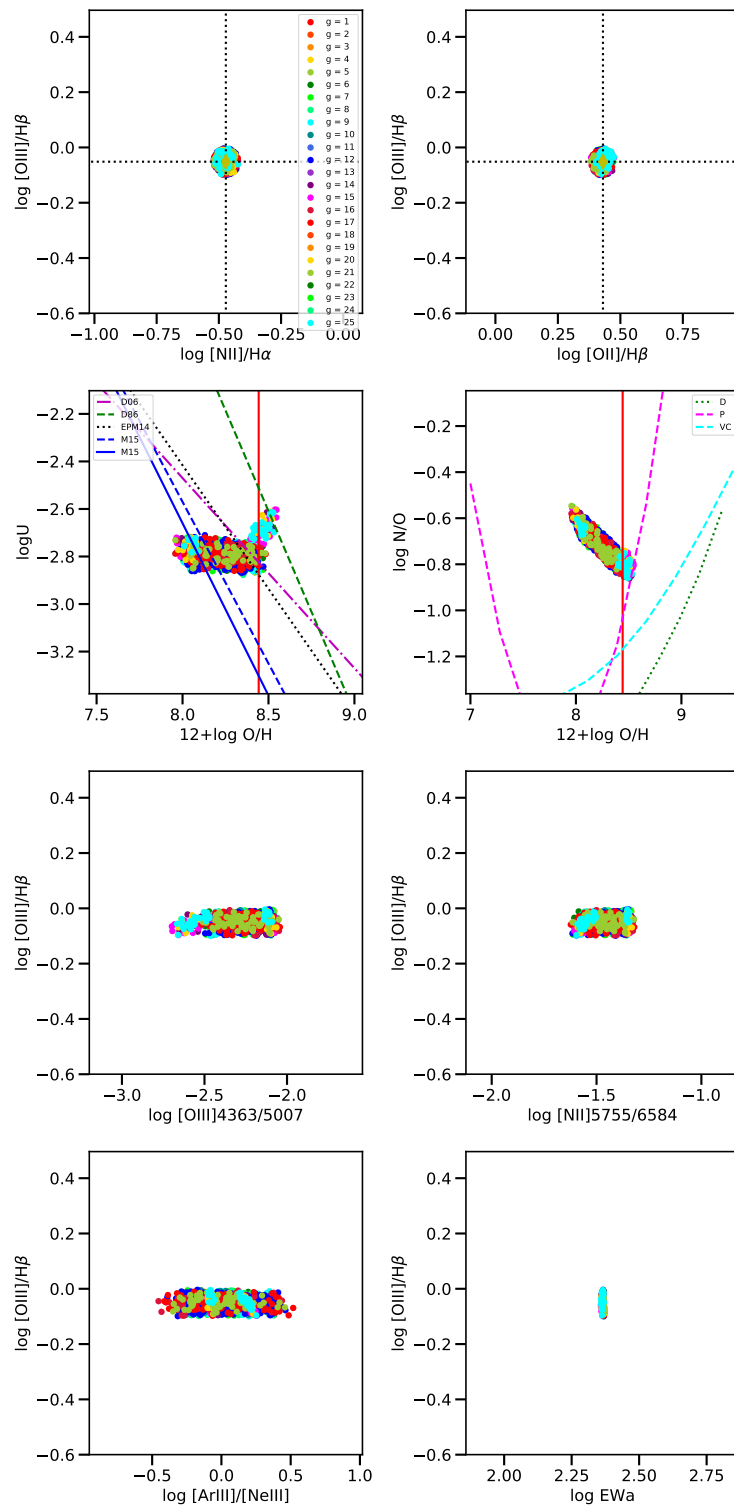 0.4
0.2
0.0
−0.2
−0.4
−0.6
log [OIII]/Hβ
−1.00
−0.75
−0.50
−0.25
0.00
log [NII]/Hα
g = 1
g = 2
g = 3
g = 4
g = 5
g = 6
g = 7
g = 8
g = 9
g = 10
g = 11
g = 12
g = 13
g = 14
g = 15
g = 16
g = 17
g = 18
g = 19
g = 20
g = 21
g = 22
g = 23
g = 24
g = 25
0.4
0.2
0.0
−0.2
−0.4
−0.6
log [OIII]/Hβ
0.00
0.25
0.50
0.75
log [OII]/Hβ
−2.2
−2.4
−2.6
−2.8
−3.0
−3.2
logU
7.5
8.0
8.5
9.0
12+log O/H
D06
D86
EPM14
M15
M15
−0.2
−0.4
−0.6
−0.8
−1.0
−1.2
log N/O
7
8
9
12+log O/H
D
P
VC
0.4
0.2
0.0
−0.2
−0.4
−0.6
log [OIII]/Hβ
−3.0
−2.5
−2.0
log [OIII]4363/5007
0.4
0.2
0.0
−0.2
−0.4
−0.6
log [OIII]/Hβ
−2.0
−1.5
−1.0
log [NII]5755/6584
0.4
0.2
0.0
−0.2
−0.4
−0.6
log [OIII]/Hβ
−0.5
0.0
0.5
1.0
log [ArIII]/[NeIII]
0.4
0.2
0.0
−0.2
−0.4
−0.6
log [OIII]/Hβ
2.00
2.25
2.50
2.75
log EWa